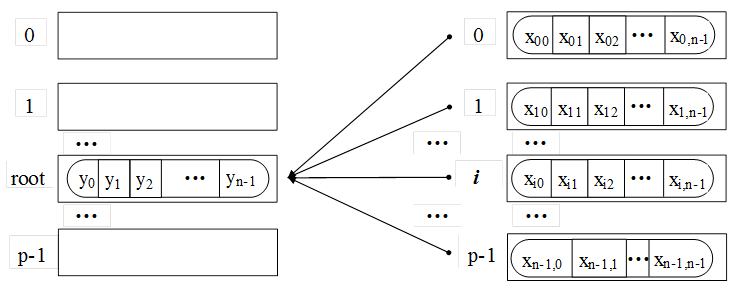 0 0 x00 x01 x02 ••• x0,n-1
1 1 x10 x11 x12 ••• x1,n-1
••• ••• •••
root y0 y1 y2 ••• yn-1 i xi0 xi1 xi2 ••• xi,n-1
••• ••• •••
p-1 p-1 xn-1,0 xn-1,1 ••• xn-1,n-1